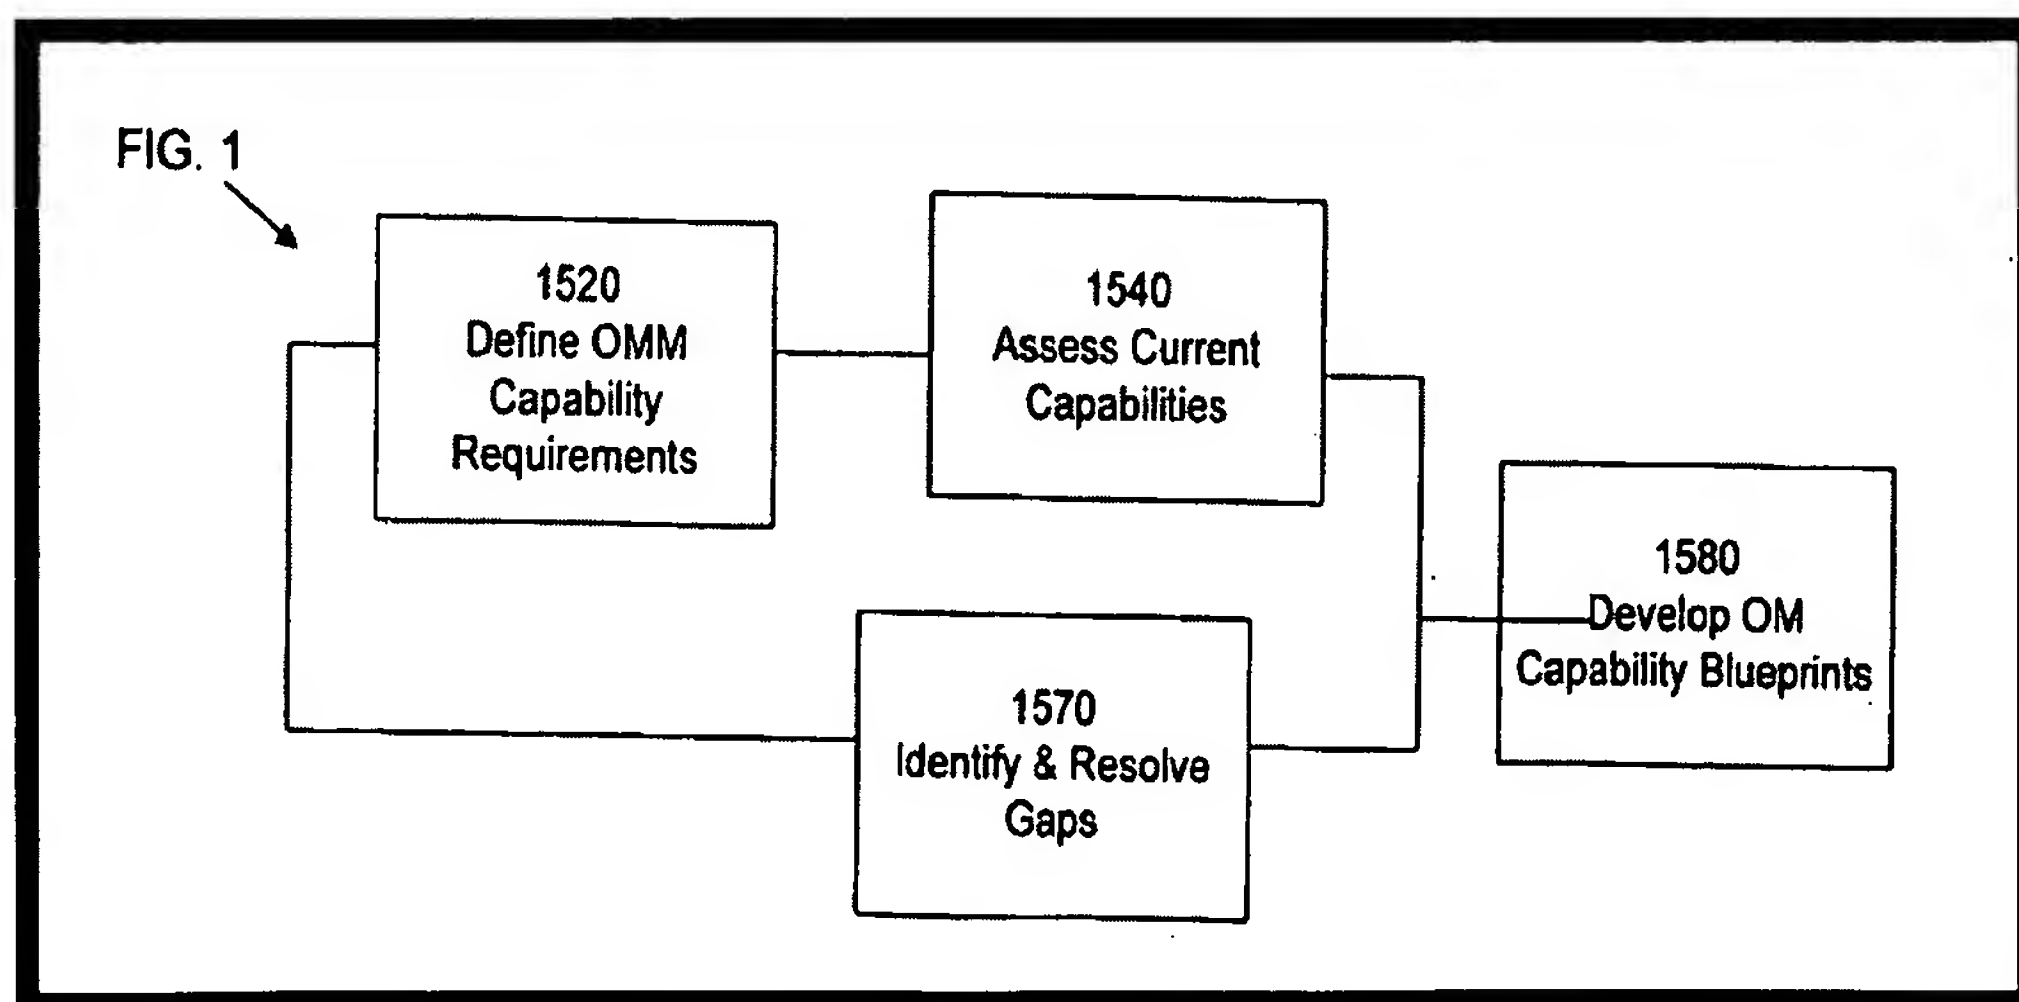 FIG. 1
1520
Define OMM
Capability
Requirements
1540
Assess Current
Capabilities
1580
Develop OM
Capability Blueprints
1570
Identify & Resolve
Gaps